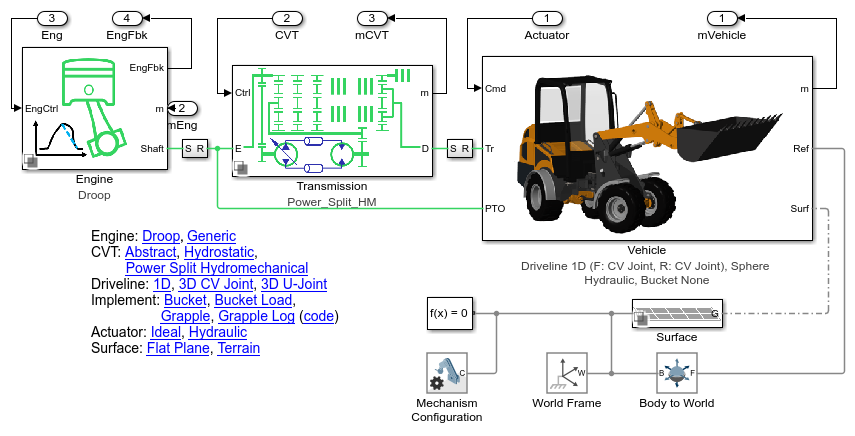 3 4 2 3 1 1
Eng EngFbk CVT mCVT Actuator mVehicle
EngFbk
EngCtrl
m
2
mEng
Shaft
S R
Engine
Droop
Ctrl
m
E
D
S R
Transmission
Power_Split_HM
Cmd
m
Tr
Ref
PTO
Surf
Vehicle
Driveline 1D (F: CV Joint, R: CV Joint), Sphere
Hydraulic, Bucket None
Engine: Droop, Generic
CVT: Abstract, Hydrostatic,
Power Split Hydromechanical
Driveline: 1D, 3D CV Joint, 3D U-Joint
Implement: Bucket, Bucket Load,
Grapple, Grapple Log (code)
Actuator: Ideal, Hydraulic
Surface: Flat Plane, Terrain
f(x) = 0
G
Surface
C
Mechanism
Configuration
W
World Frame
B F
Body to World